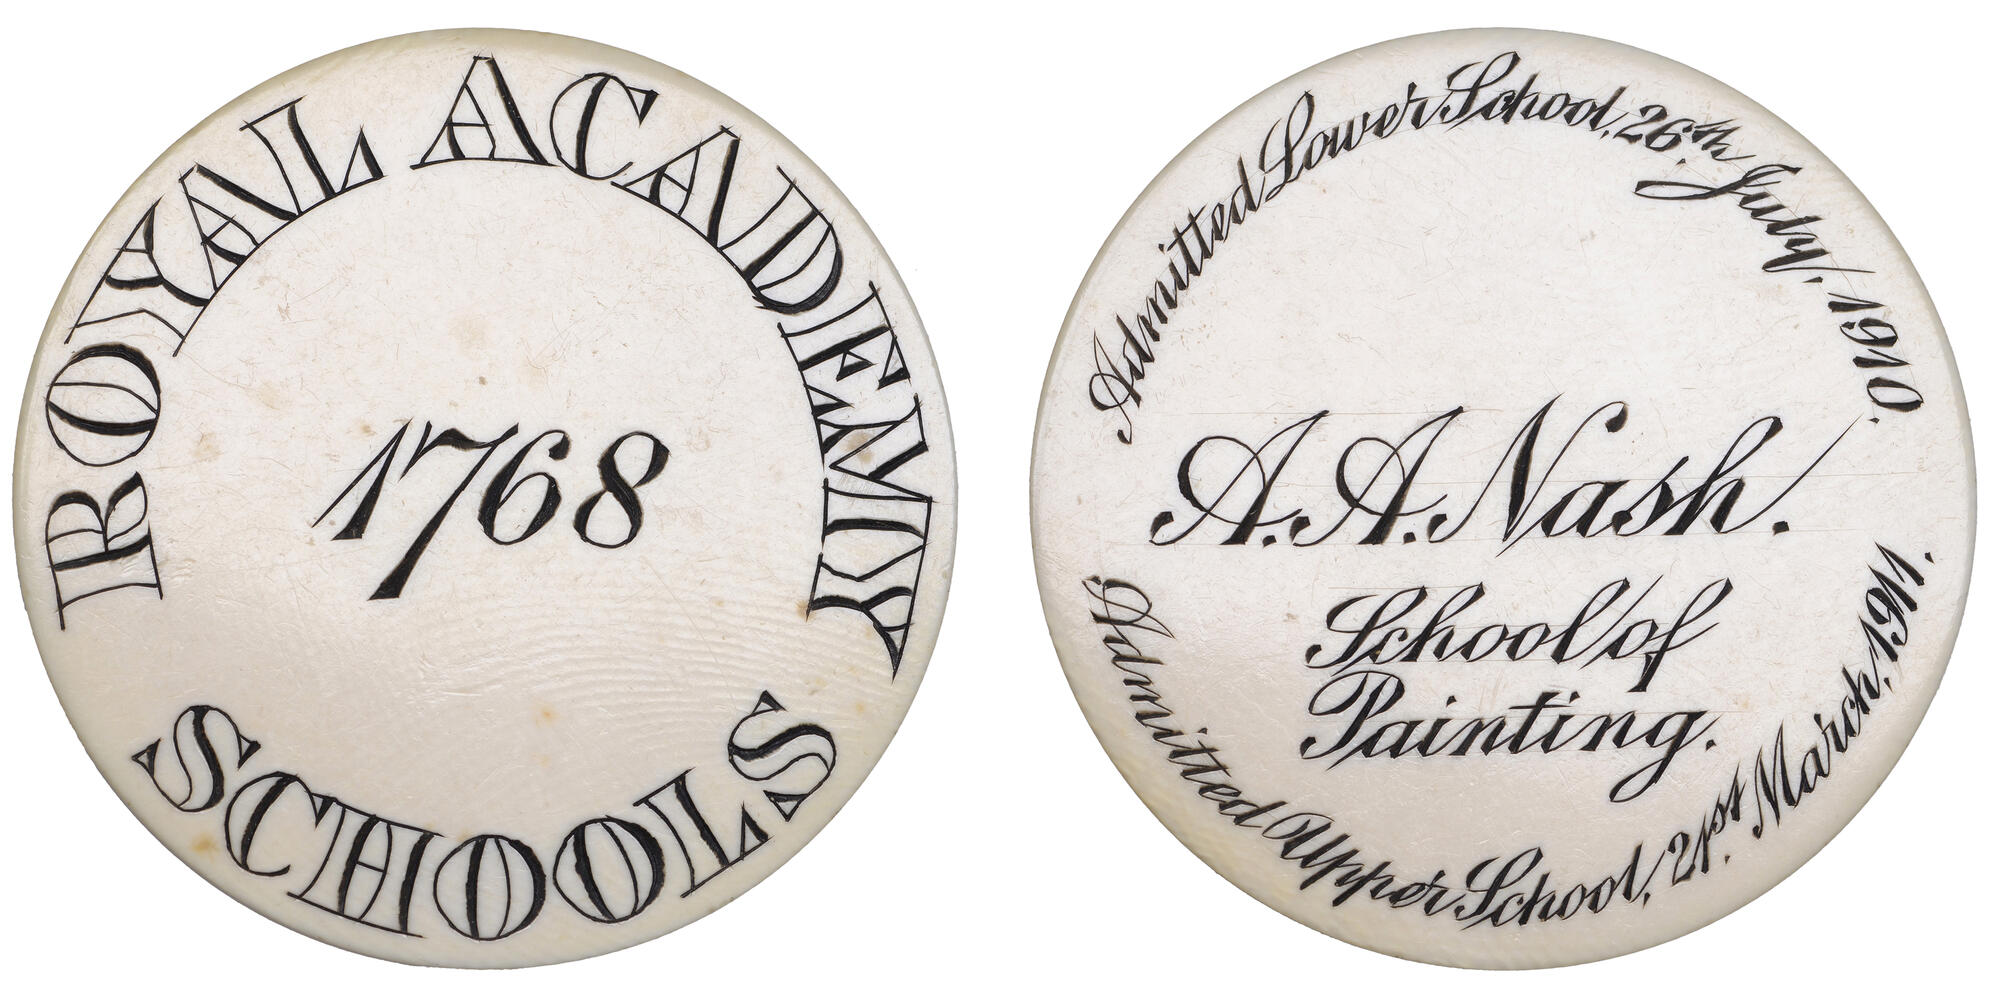 ROYAL ACADEMY
1768
SCHOOLS
Admitted Lower School, 26th July, 1910.
A. A. Nash.
School of
Painting.
Admitted Upper School, 21st March, 1911.